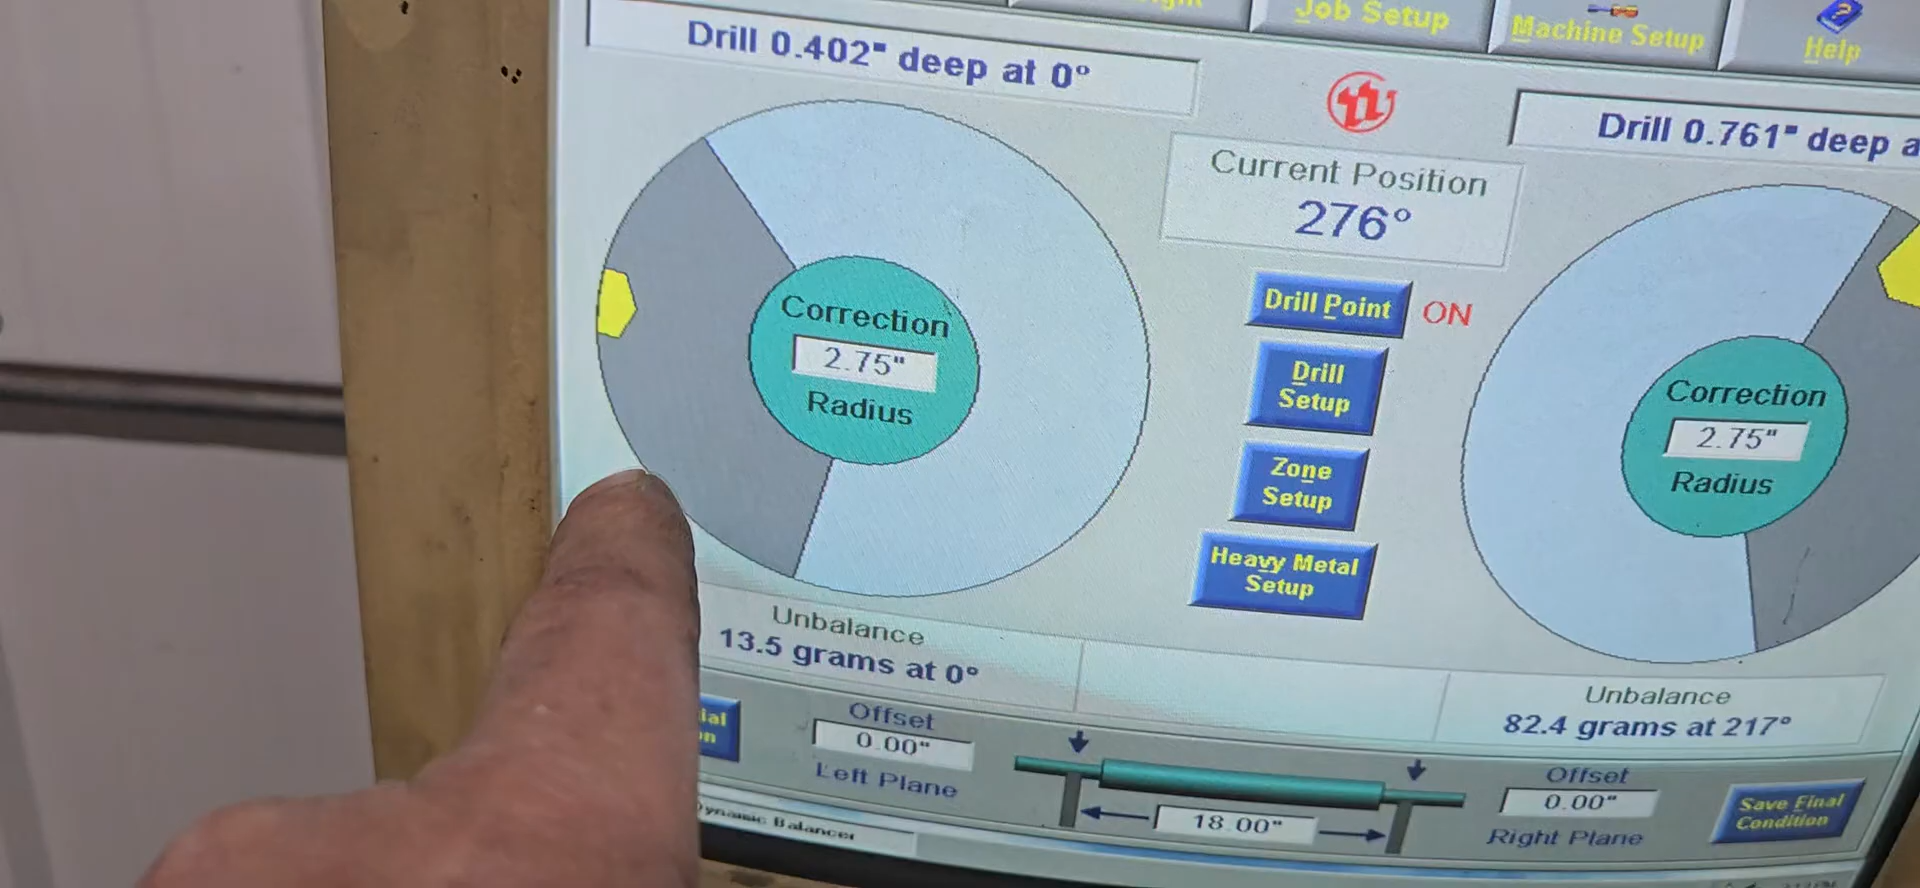 Job Setup
Machine Setup
Help
Drill 0.402" deep at 0°
Drill 0.761" deep a
Current Position
276°
Drill Point ON
Drill
Setup
Zone
Setup
Heavy Metal
Setup
Correction
2.75"
Radius
Correction
2.75"
Radius
Unbalance
13.5 grams at 0°
Unbalance
82.4 grams at 217°
Offset
0.00"
Left Plane
18.00"
Offset
0.00"
Right Plane
Save Final
Condition
Dynamic Balancer